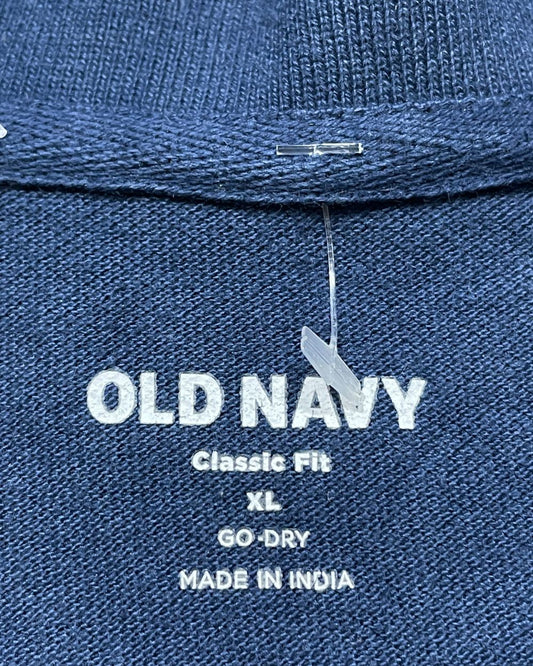 OLD NAVY
Classic Fit
XL
GO-DRY
MADE IN INDIA